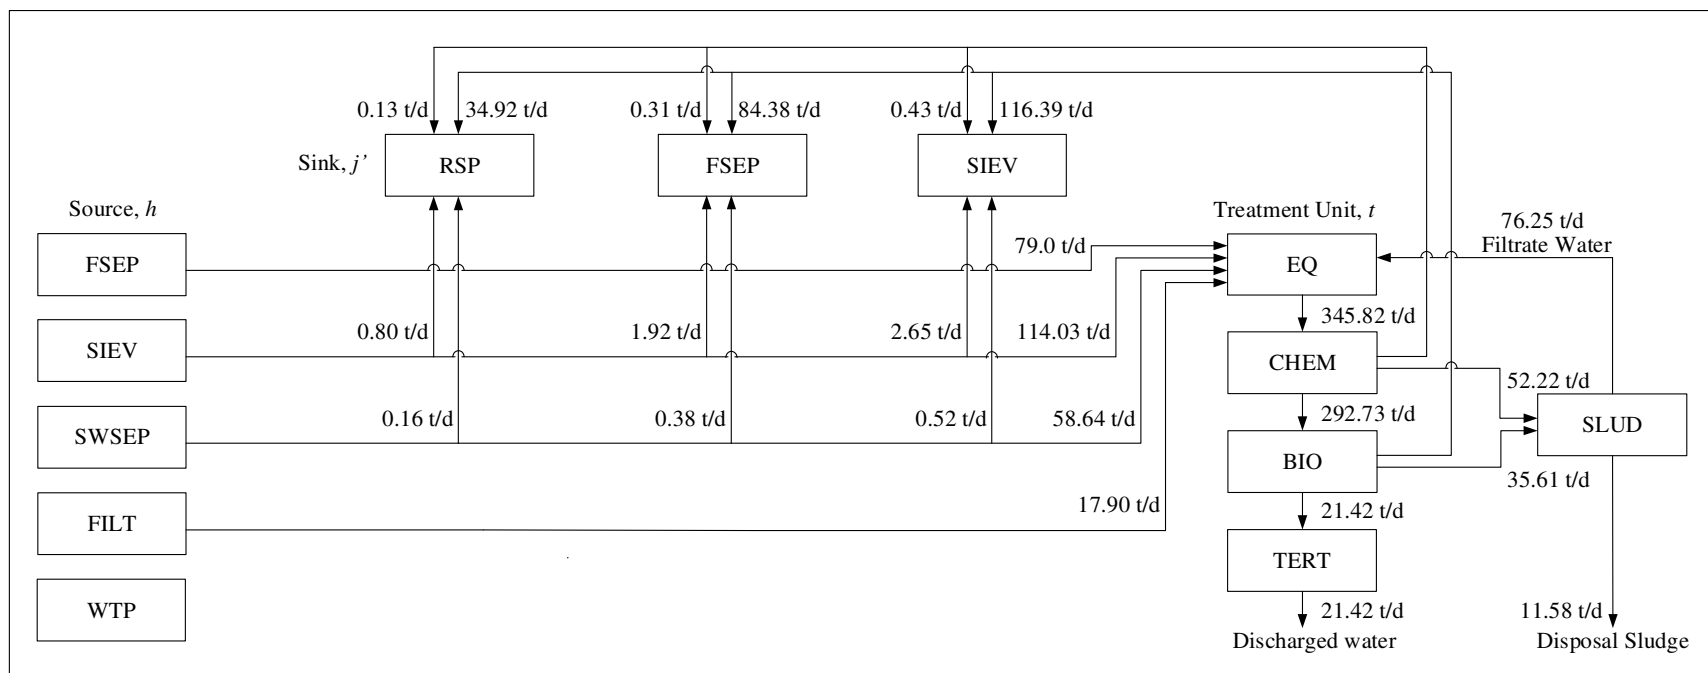 0.13 t/d
34.92 t/d
0.31 t/d
84.38 t/d
0.43 t/d
116.39 t/d
Sink, j’
RSP
FSEP
SIEV
Source, h
Treatment Unit, t
76.25 t/d
Filtrate Water
FSEP
79.0 t/d
EQ
SIEV
0.80 t/d
1.92 t/d
2.65 t/d
114.03 t/d
345.82 t/d
CHEM
52.22 t/d
SWSEP
0.16 t/d
0.38 t/d
0.52 t/d
58.64 t/d
292.73 t/d
SLUD
BIO
35.61 t/d
FILT
17.90 t/d
21.42 t/d
TERT
WTP
21.42 t/d
Discharged water
11.58 t/d
Disposal Sludge